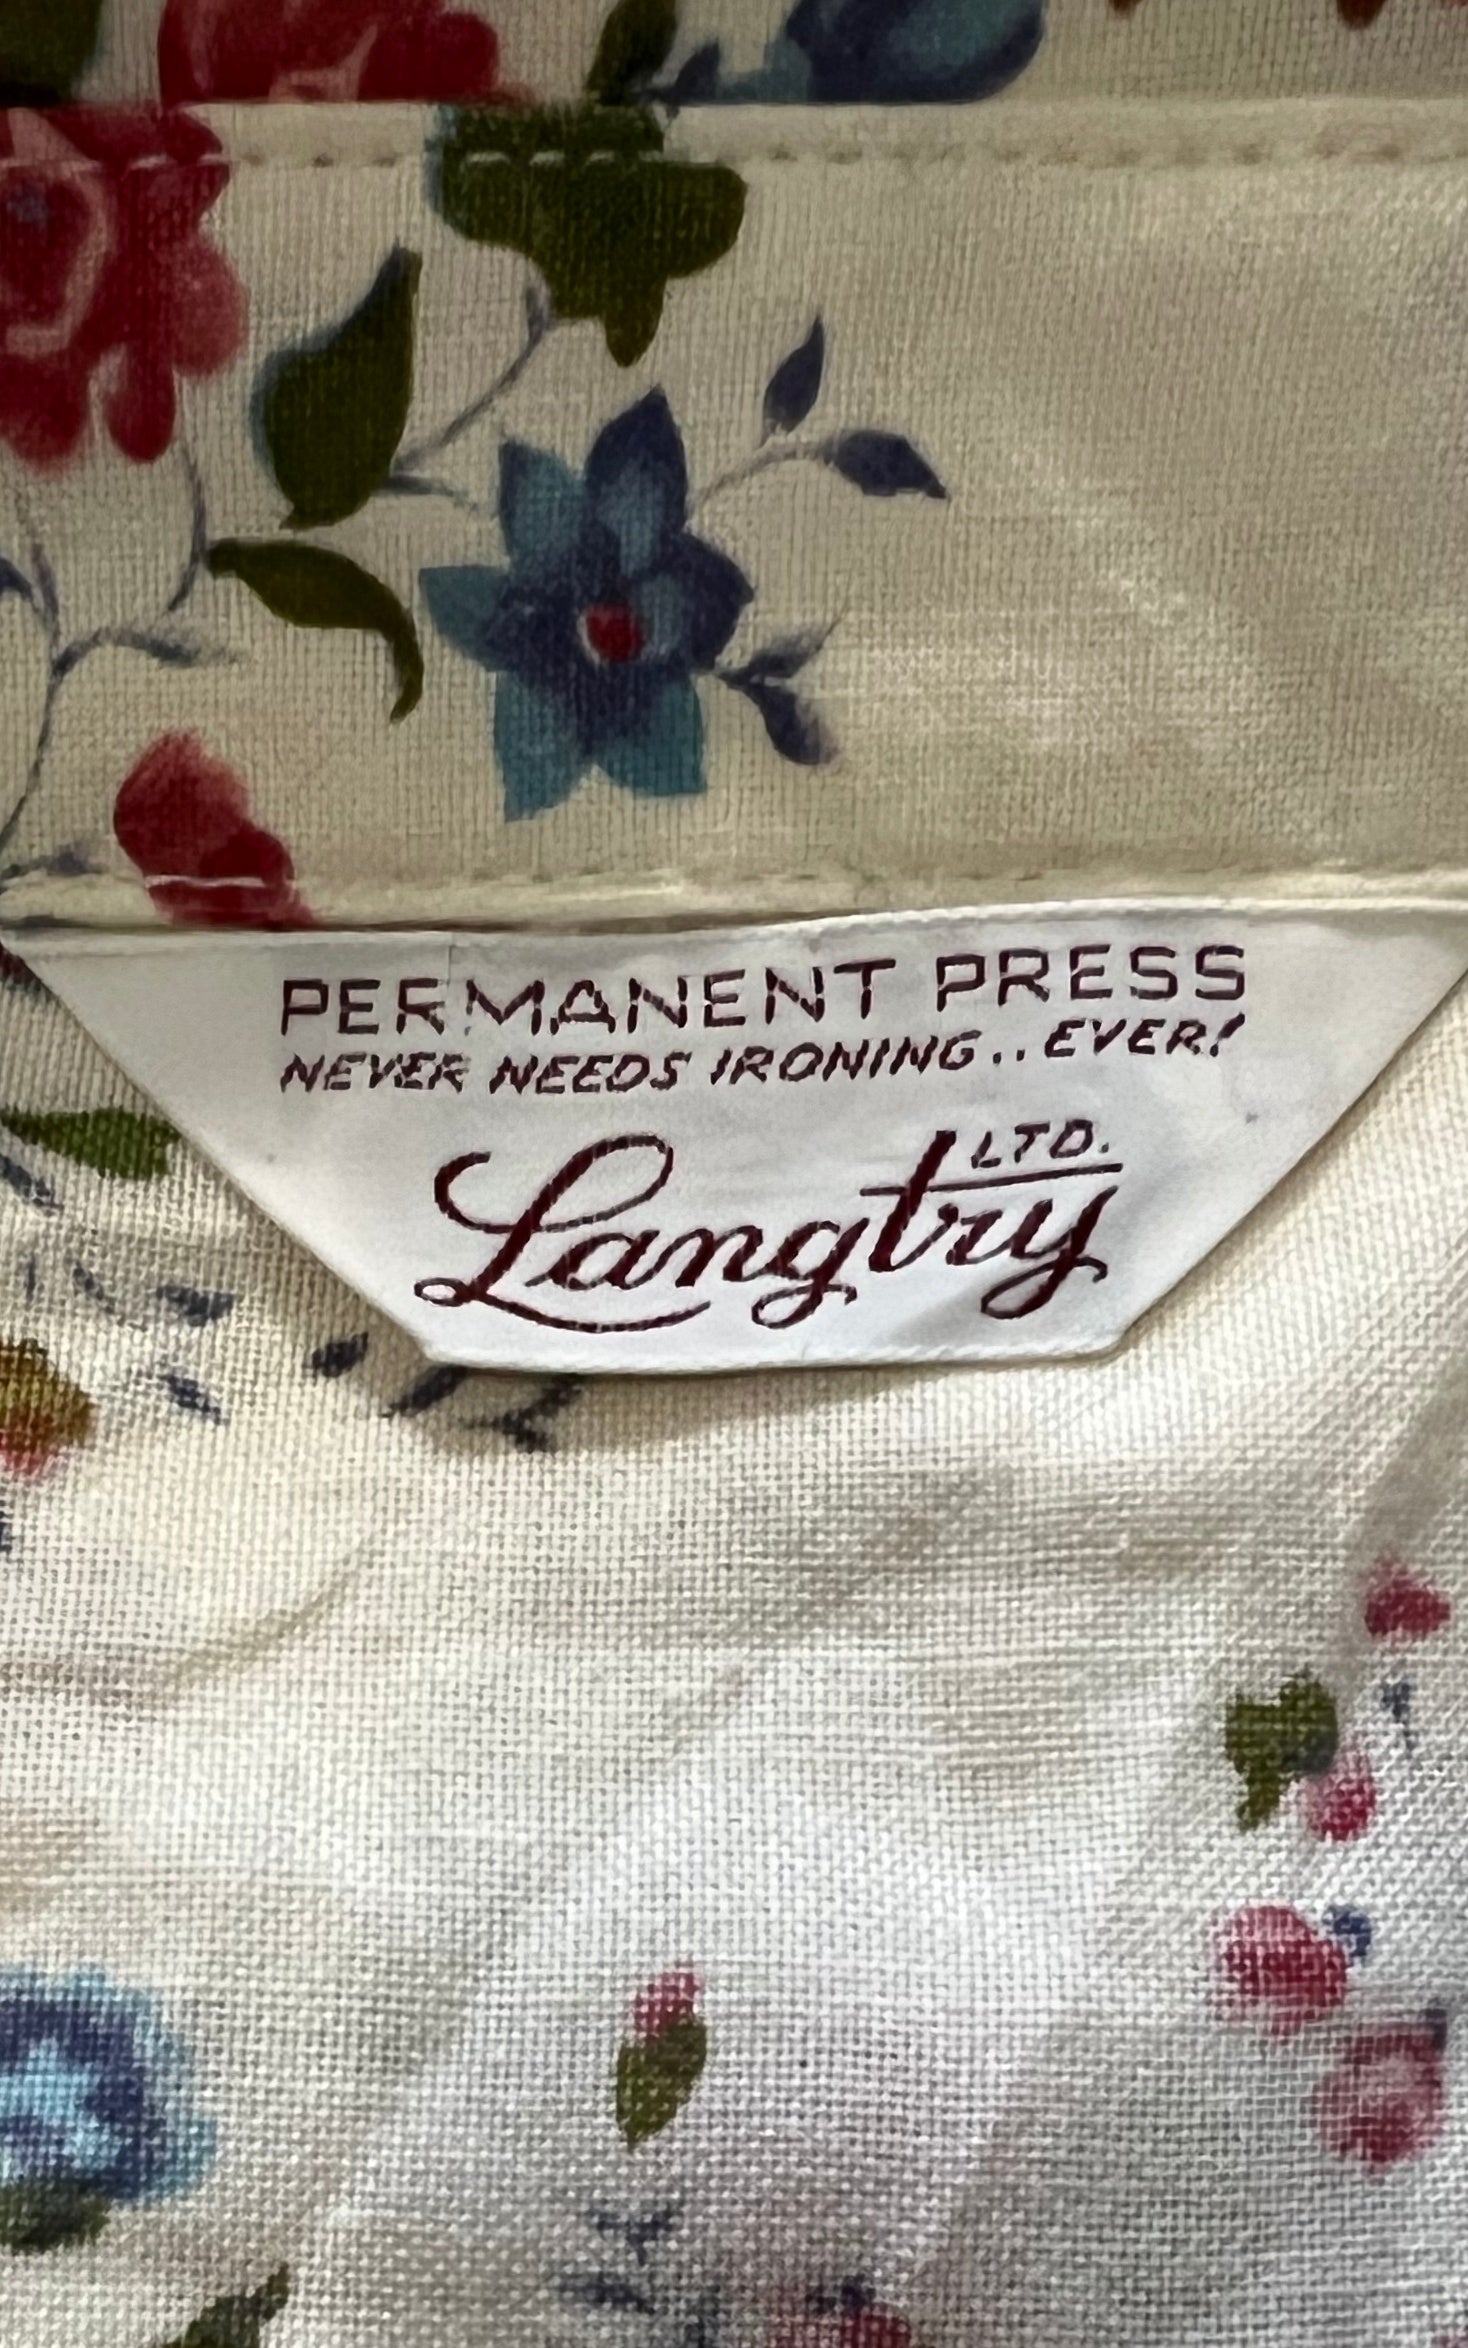 PERMANENT PRESS
NEVER NEEDS IRONING..EVER!
Langtry LTD.